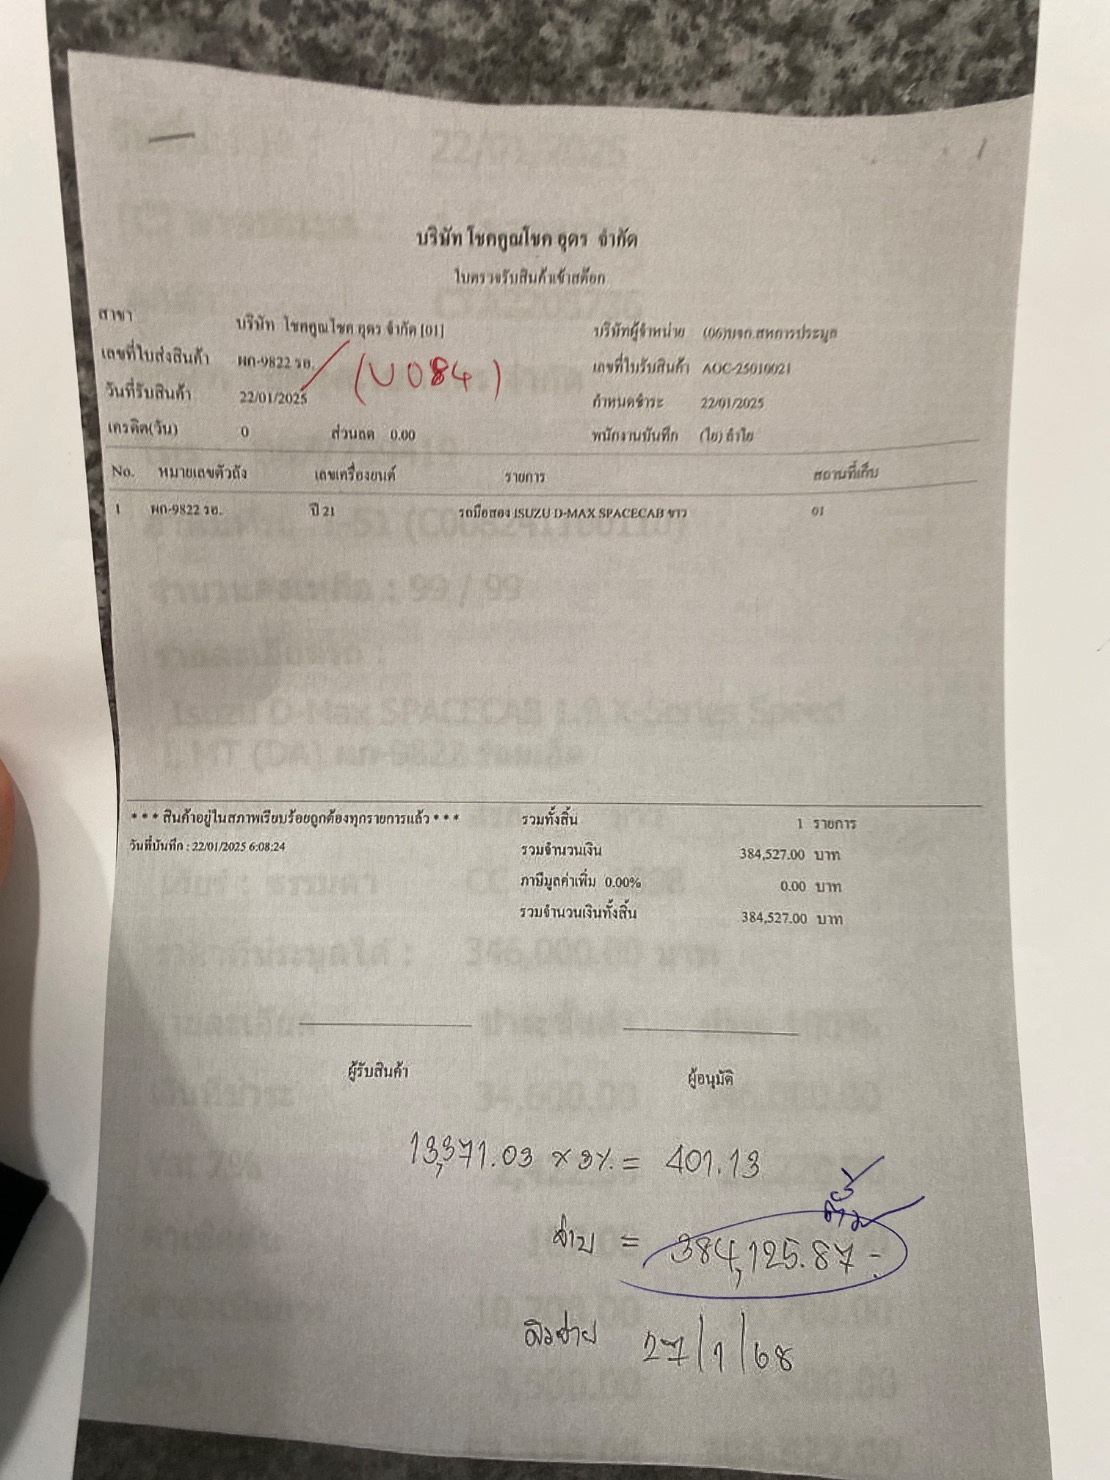 บริษัท โชคคูณโชค อุดร จำกัด
ใบตรวจรับสินค้าเข้าสต๊อก
สาขา บริษัท โชคคูณโชค อุดร จำกัด [01] บริษัทผู้จำหน่าย (06)บจก.สหการประมูล
เลขที่ใบส่งสินค้า ผก-9822 รอ. (U084) เลขที่ใบรับสินค้า AOC-25010021
วันที่รับสินค้า 22/01/2025 กำหนดชำระ 22/01/2025
เครดิต(วัน) 0 ส่วนลด 0.00 พนักงานบันทึก (ไย) ลำไย
No. หมายเลขตัวถัง เลขเครื่องยนต์ รายการ สถานที่เก็บ
1 ผก-9822 รอ. ปี 21 รถมือสอง ISUZU D-MAX SPACECAB ขาว 01
* * * สินค้าอยู่ในสภาพเรียบร้อยถูกต้องทุกรายการแล้ว * * * รวมทั้งสิ้น 1 รายการ
วันที่บันทึก : 22/01/2025 6:08:24 รวมจำนวนเงิน 384,527.00 บาท
ภาษีมูลค่าเพิ่ม 0.00% 0.00 บาท
รวมจำนวนเงินทั้งสิ้น 384,527.00 บาท
ผู้รับสินค้า ผู้อนุมัติ
13,371.03 x 3% = 401.13
= 384,125.87 -
27/1/68